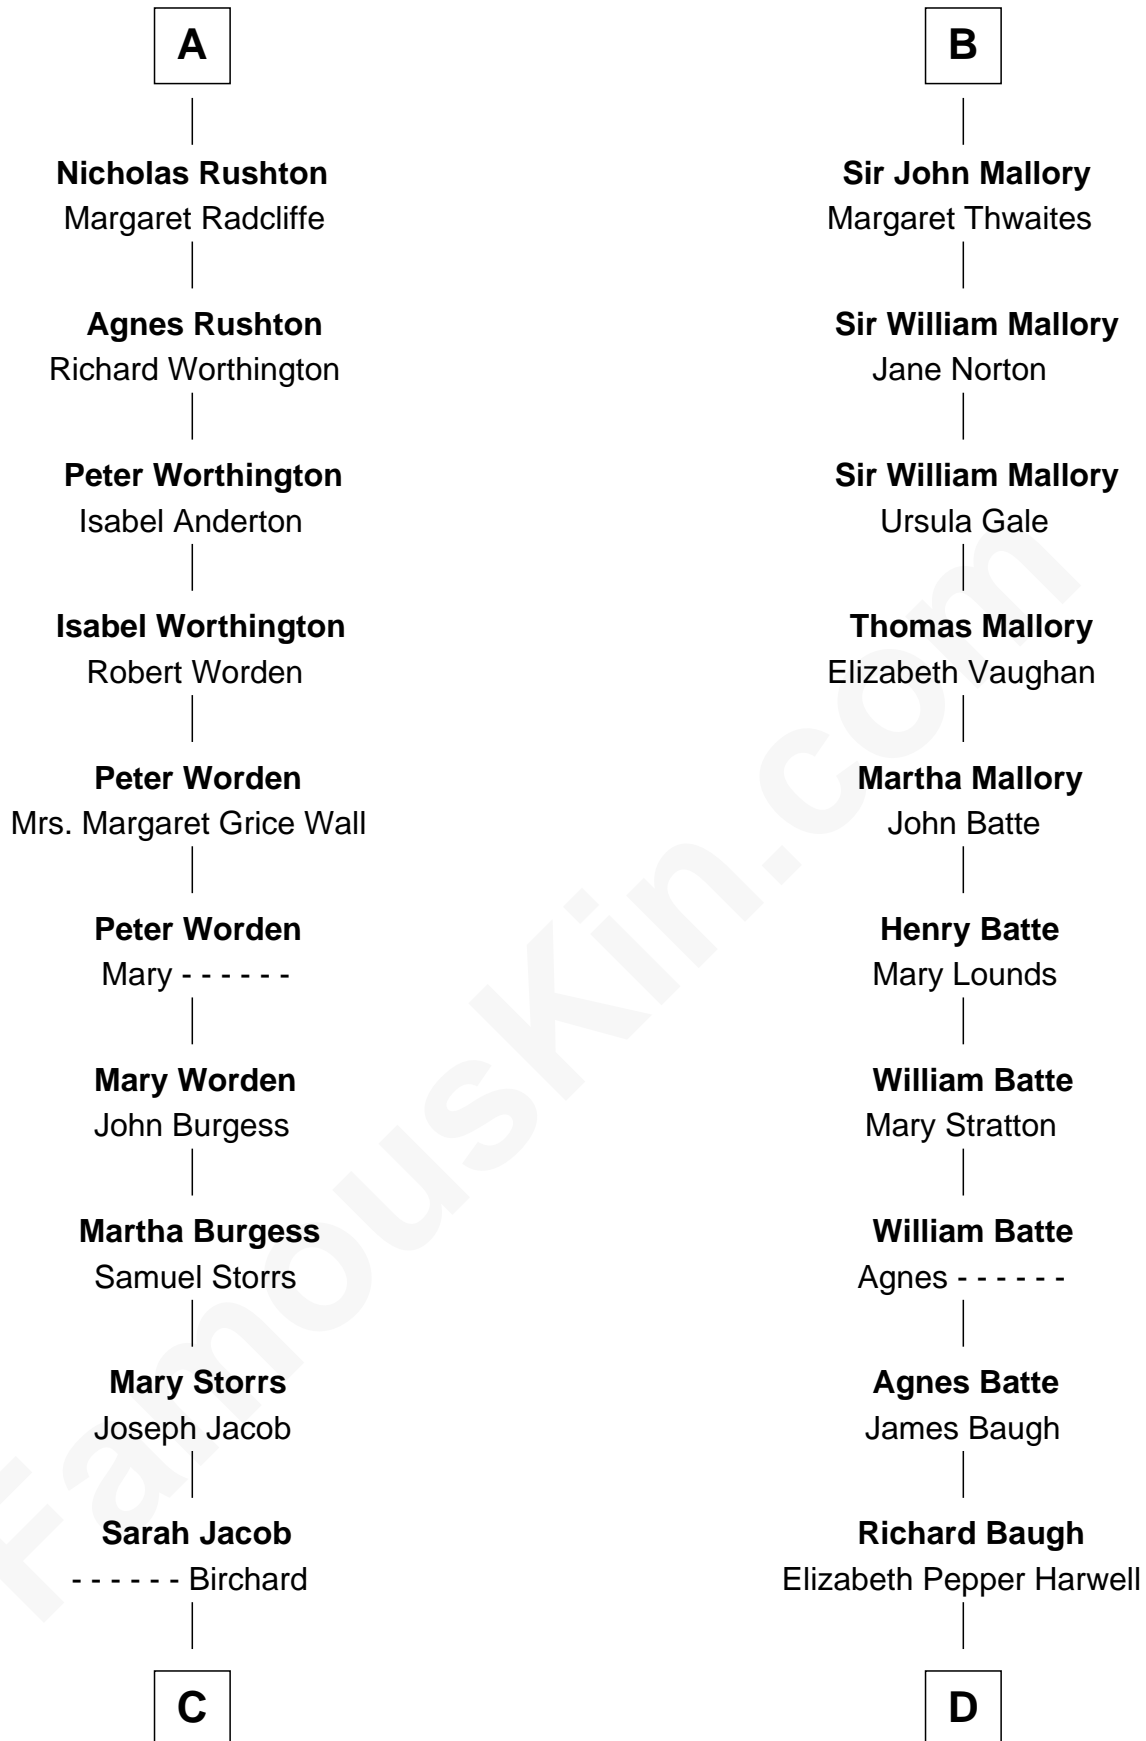 A
Nicholas Rushton
Margaret Radcliffe
Agnes Rushton
Richard Worthington
Peter Worthington
Isabel Anderton
Isabel Worthington
Robert Worden
Peter Worden
Mrs. Margaret Grice Wall
Peter Worden
Mary - - - - - -
Mary Worden
John Burgess
Martha Burgess
Samuel Storrs
Mary Storrs
Joseph Jacob
Sarah Jacob
- - - - - - Birchard
C
B
Sir John Mallory
Margaret Thwaites
Sir William Mallory
Jane Norton
Sir William Mallory
Ursula Gale
Thomas Mallory
Elizabeth Vaughan
Martha Mallory
John Batte
Henry Batte
Mary Lounds
William Batte
Mary Stratton
William Batte
Agnes - - - - - -
Agnes Batte
James Baugh
Richard Baugh
Elizabeth Pepper Harwell
D
FamousKin.com